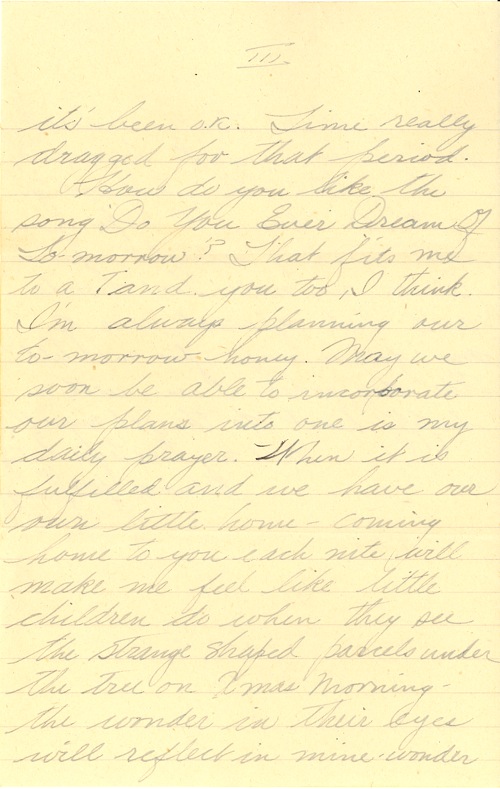 III.
it's been o.k. Time really
dragged for that period.
How do you like the
song "Do You Ever Dream Of
To-morrow"? That fits me
to a T and you too, I think.
I'm always planning our
to-morrow honey. May we
soon be able to incorporate
our plans into one is my
daily prayer. When it is
fulfilled and we have our
own little home - coming
home to you each nite will
make me feel like little
children do when they see
the strange shaped parcels under
the tree on Xmas Morning -
the wonder in their eyes
will reflect in mine - wonder